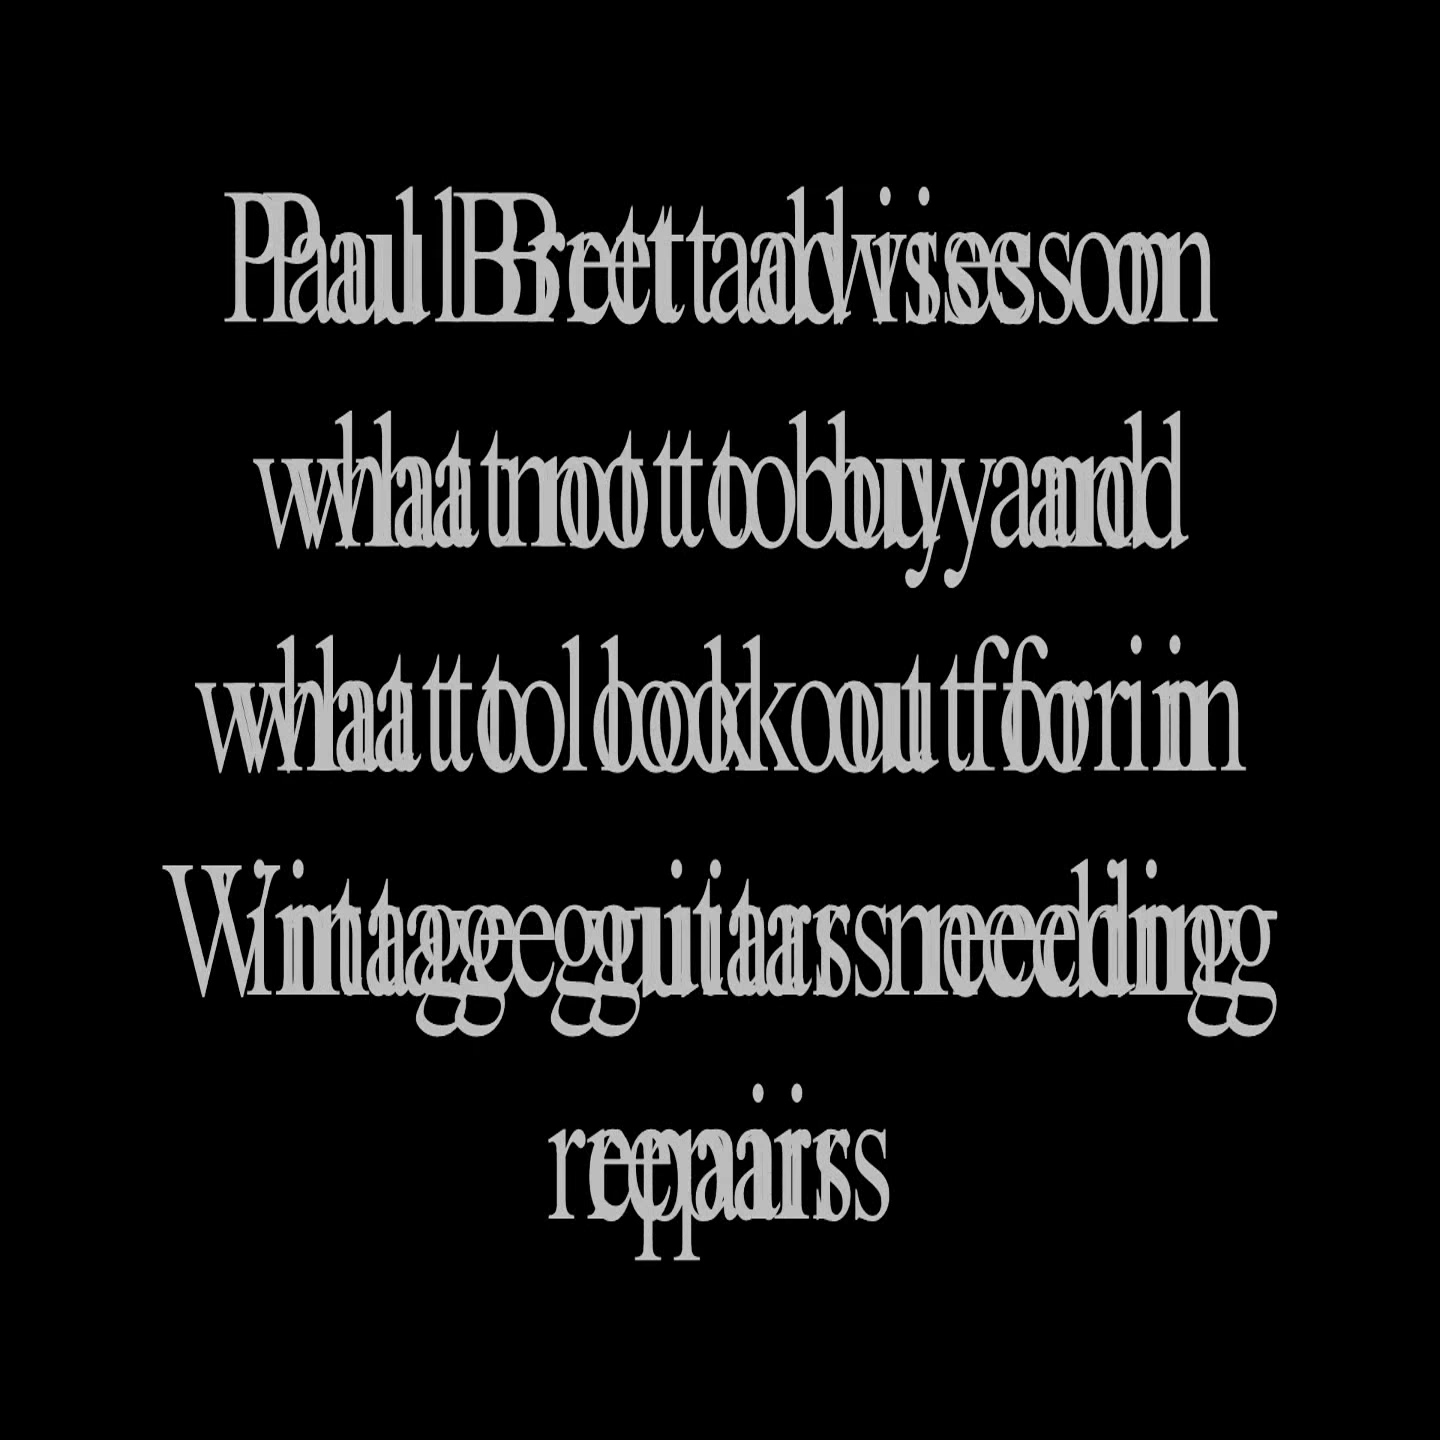 Paul Brett advises on
what not to buy and
what to look out for in
Vintage guitars needing
repairs